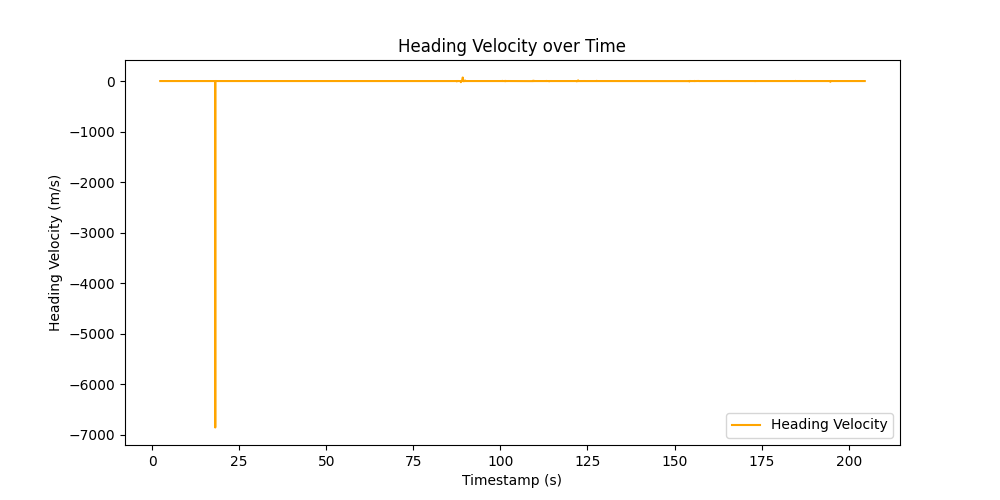 Heading Velocity over Time
0
−1000
−2000
−3000
−4000
−5000
−6000
−7000
Heading Velocity (m/s)
Heading Velocity
0 25 50 75 100 125 150 175 200
Timestamp (s)